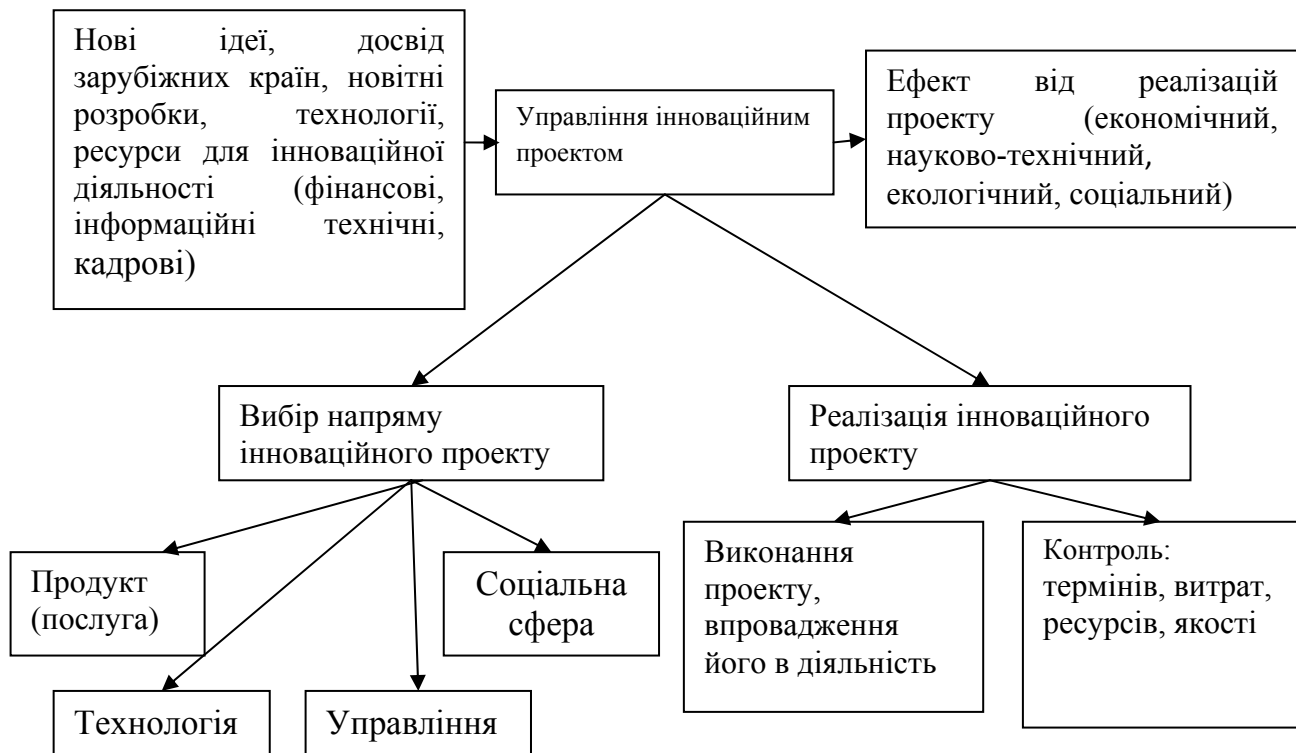 Нові ідеї, досвід
зарубіжних країн, новітні
розробки, технології,
ресурси для інноваційної
діяльності (фінансові,
інформаційні технічні,
кадрові)
Управління інноваційним
проектом
Ефект від реалізацій
проекту (економічний,
науково-технічний,
екологічний, соціальний)
Вибір напряму
інноваційного проекту
Реалізація інноваційного
проекту
Продукт
(послуга)
Соціальна
сфера
Технологія
Управління
Виконання
проекту,
впровадження
його в діяльність
Контроль:
термінів, витрат,
ресурсів, якості